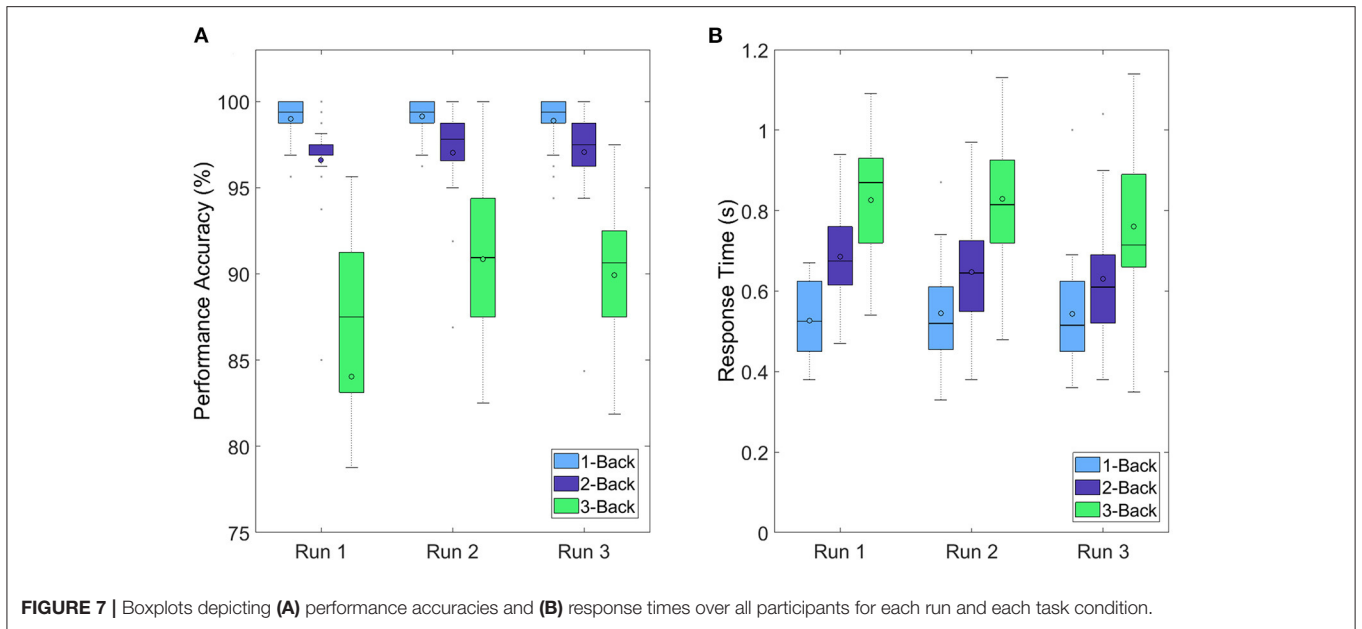 A
Performance Accuracy (%)
100
95
90
85
80
75
Run 1 Run 2 Run 3
1-Back
2-Back
3-Back
B
Response Time (s)
1.2
1
0.8
0.6
0.4
0.2
0
Run 1 Run 2 Run 3
1-Back
2-Back
3-Back
FIGURE 7 | Boxplots depicting (A) performance accuracies and (B) response times over all participants for each run and each task condition.